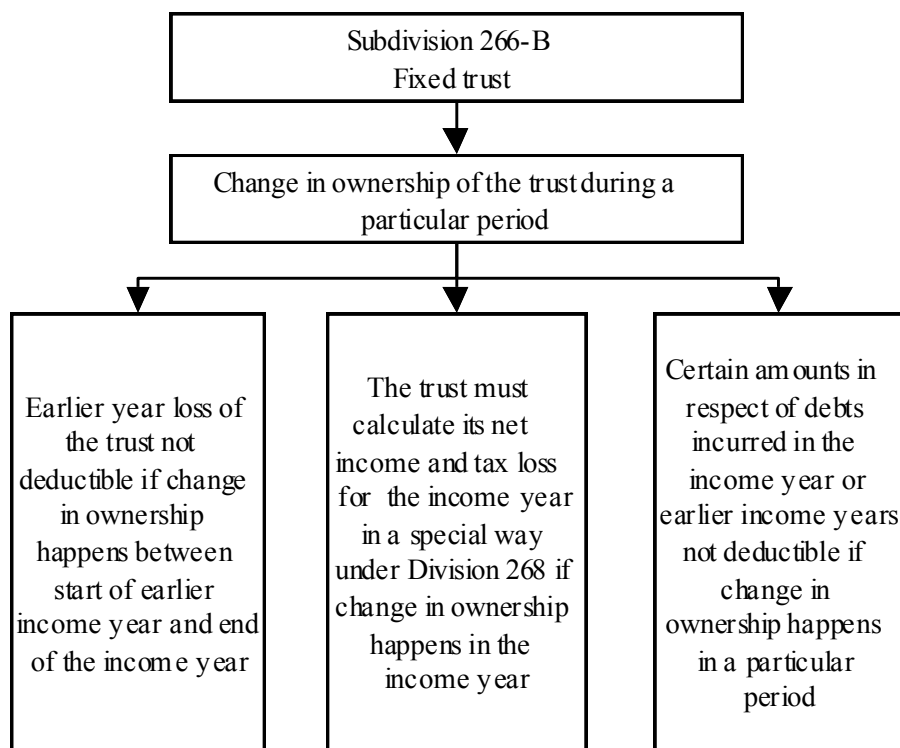 Subdivision 266-B
Fixed trust
Change in ownership of the trust during a
particular period
Earlier year loss of
the trust not
deductible if change
in ownership
happens between
start of earlier
income year and end
of the income year
The trust must
calculate its net
income and tax loss
for the income year
in a special way
under Division 268 if
change in ownership
happens in the
income year
Certain amounts in
respect of debts
incurred in the
income year or
earlier income years
not deductible if
change in
ownership happens
in a particular
period